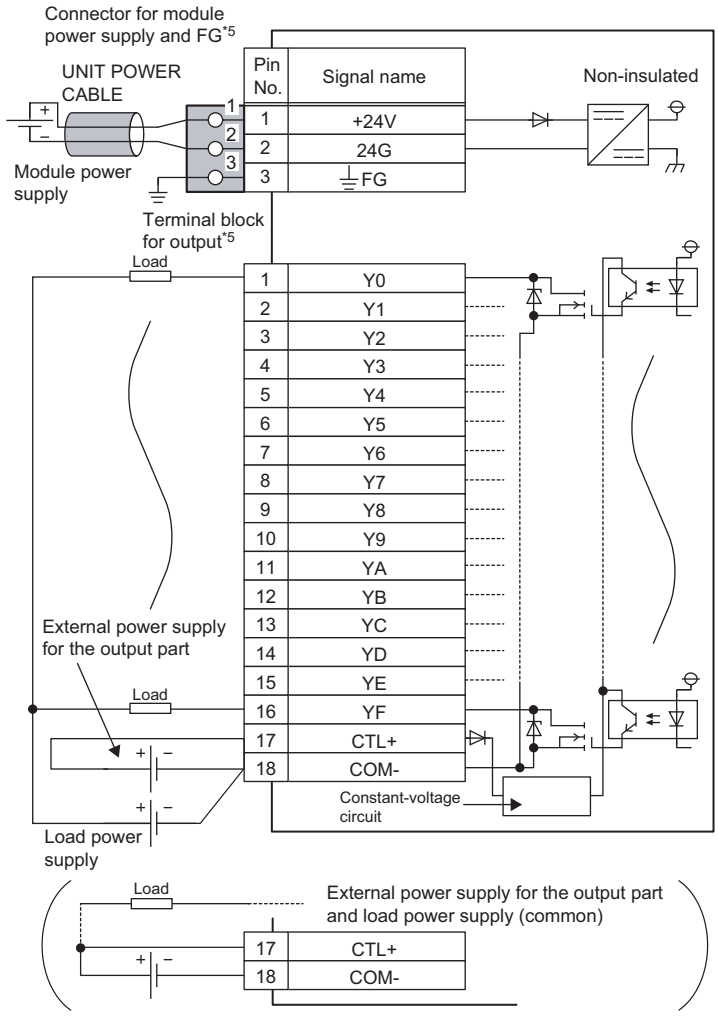 Connector for module
power supply and FG*5
UNIT POWER
CABLE
Pin
No.
Signal name
Non-insulated
+
−
1
2
3
1 +24V
2 24G
3 FG
Module power
supply
Terminal block
for output*5
Load
1 Y0
2 Y1
3 Y2
4 Y3
5 Y4
6 Y5
7 Y6
8 Y7
9 Y8
10 Y9
11 YA
12 YB
13 YC
14 YD
15 YE
16 YF
17 CTL+
18 COM-
External power supply
for the output part
Load
+ −
+ −
Load power
supply
Constant-voltage
circuit
Load
External power supply for the output part
and load power supply (common)
+ −
17 CTL+
18 COM-